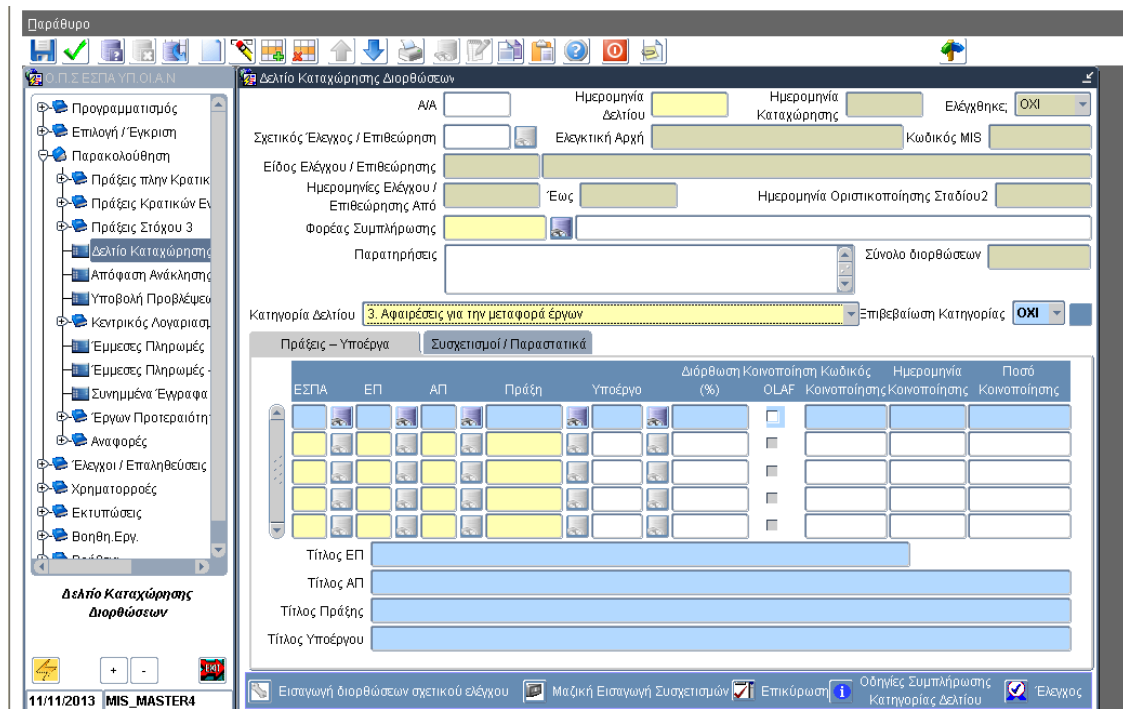 Παράθυρο
Ο.Π.Σ ΕΣΠΑ ΥΠ.ΟΙ.Α.Ν
Προγραμματισμός
Επιλογή / Έγκριση
Παρακολούθηση
Πράξεις πλην Κρατικ
Πράξεις Κρατικών Εν
Πράξεις Στόχου 3
Δελτίο Καταχώρησης
Απόφαση Ανάκλησης
Υποβολή Προβλέψεω
Κεντρικός Λογαριασμ
Έμμεσες Πληρωμές
Έμμεσες Πληρωμές -
Συνημμένα Έγγραφα
Έργων Προτεραιότη
Αναφορές
Έλεγχοι / Επαληθεύσεις
Χρηματορροές
Εκτυπώσεις
Βοηθη.Εργ.
Δελτίο Καταχώρησης
Διορθώσεων
+ -
EXIT
11/11/2013 MIS_MASTER4
Δελτίο Καταχώρησης Διορθώσεων
Α/Α Ημερομηνία Δελτίου Ημερομηνία Καταχώρησης Ελέγχθηκε; ΟΧΙ
Σχετικός Έλεγχος / Επιθεώρηση Ελεγκτική Αρχή Κωδικός MIS
Είδος Ελέγχου / Επιθεώρησης
Ημερομηνίες Ελέγχου / Επιθεώρησης Από Έως Ημερομηνία Οριστικοποίησης Σταδίου2
Φορέας Συμπλήρωσης
Παρατηρήσεις Σύνολο διορθώσεων
Κατηγορία Δελτίου 3. Αφαιρέσεις για την μεταφορά έργων Επιβεβαίωση Κατηγορίας ΟΧΙ
Πράξεις – Υποέργα Συσχετισμοί / Παραστατικά
ΕΣΠΑ ΕΠ ΑΠ Πράξη Υποέργο Διόρθωση (%) Κοινοποίηση OLAF Κωδικός Κοινοποίησης Ημερομηνία Κοινοποίησης Ποσό Κοινοποίησης
Τίτλος ΕΠ
Τίτλος ΑΠ
Τίτλος Πράξης
Τίτλος Υποέργου
Εισαγωγή διορθώσεων σχετικού ελέγχου Μαζική Εισαγωγή Συσχετισμών Επικύρωση Οδηγίες Συμπλήρωσης Κατηγορίας Δελτίου Έλεγχος